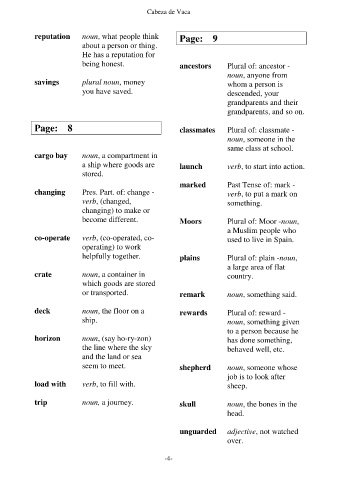 Cabeza de Vaca
reputation noun, what people think
about a person or thing.
He has a reputation for
being honest.
savings plural noun, money
you have saved.
Page: 8
cargo bay noun, a compartment in
a ship where goods are
stored.
changing Pres. Part. of: change -
verb, (changed,
changing) to make or
become different.
co-operate verb, (co-operated, co-
operating) to work
helpfully together.
crate noun, a container in
which goods are stored
or transported.
deck noun, the floor on a
ship.
horizon noun, (say ho-ry-zon)
the line where the sky
and the land or sea
seem to meet.
load with verb, to fill with.
trip noun, a journey.
Page: 9
ancestors Plural of: ancestor -
noun, anyone from
whom a person is
descended, your
grandparents and their
grandparents, and so on.
classmates Plural of: classmate -
noun, someone in the
same class at school.
launch verb, to start into action.
marked Past Tense of: mark -
verb, to put a mark on
something.
Moors Plural of: Moor -noun,
a Muslim people who
used to live in Spain.
plains Plural of: plain -noun,
a large area of flat
country.
remark noun, something said.
rewards Plural of: reward -
noun, something given
to a person because he
has done something,
behaved well, etc.
shepherd noun, someone whose
job is to look after
sheep.
skull noun, the bones in the
head.
unguarded adjective, not watched
over.
-4-